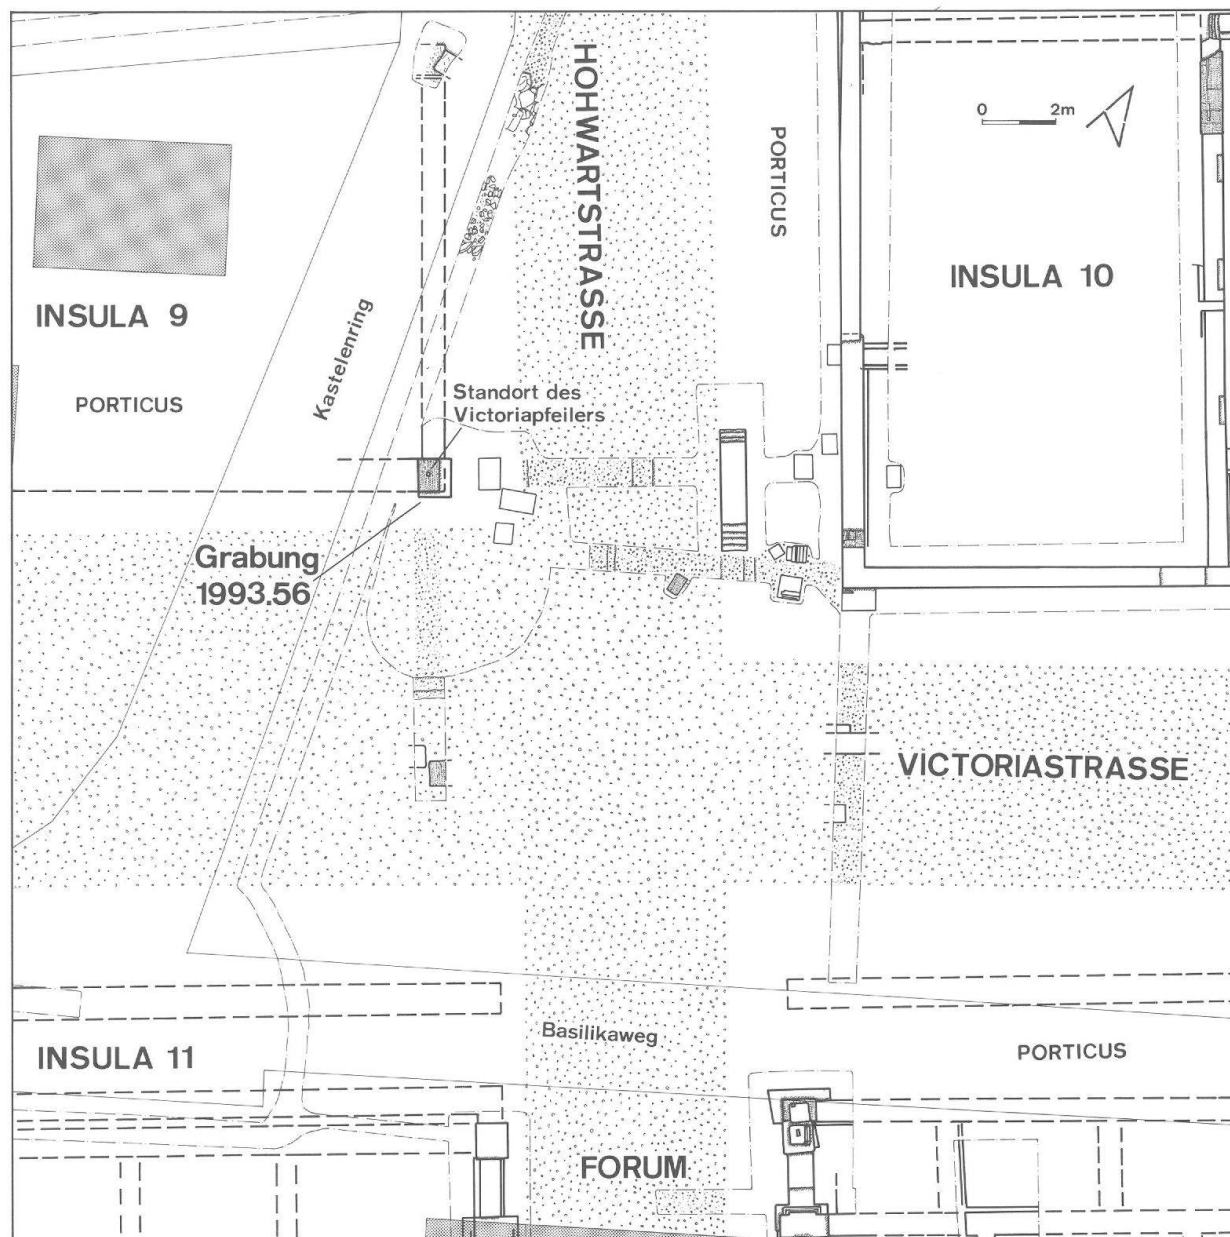 HOHWARTSTRASSE
PORTICUS
0 2m
INSULA 10
INSULA 9
Kastelenring
PORTICUS
Standort des
Victoriapfeilers
Grabung
1993.56
VICTORIASTRASSE
Basilikaweg
INSULA 11
PORTICUS
FORUM